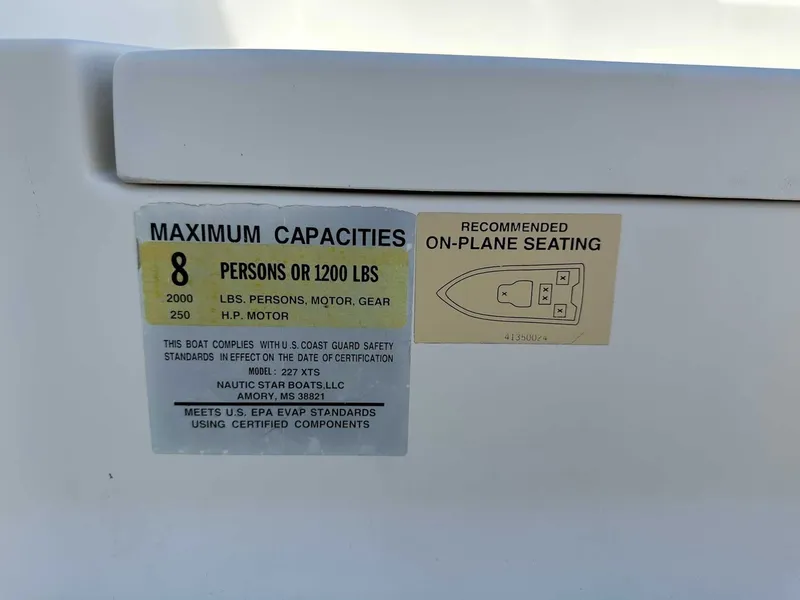 MAXIMUM CAPACITIES
8 PERSONS OR 1200 LBS
2000 LBS. PERSONS, MOTOR, GEAR
250 H.P. MOTOR
THIS BOAT COMPLIES WITH U.S. COAST GUARD SAFETY
STANDARDS IN EFFECT ON THE DATE OF CERTIFICATION
MODEL: 227 XTS
NAUTIC STAR BOATS,LLC
AMORY, MS 38821
MEETS U.S. EPA EVAP STANDARDS
USING CERTIFIED COMPONENTS
RECOMMENDED
ON-PLANE SEATING
X
X
X
X
X
41350074